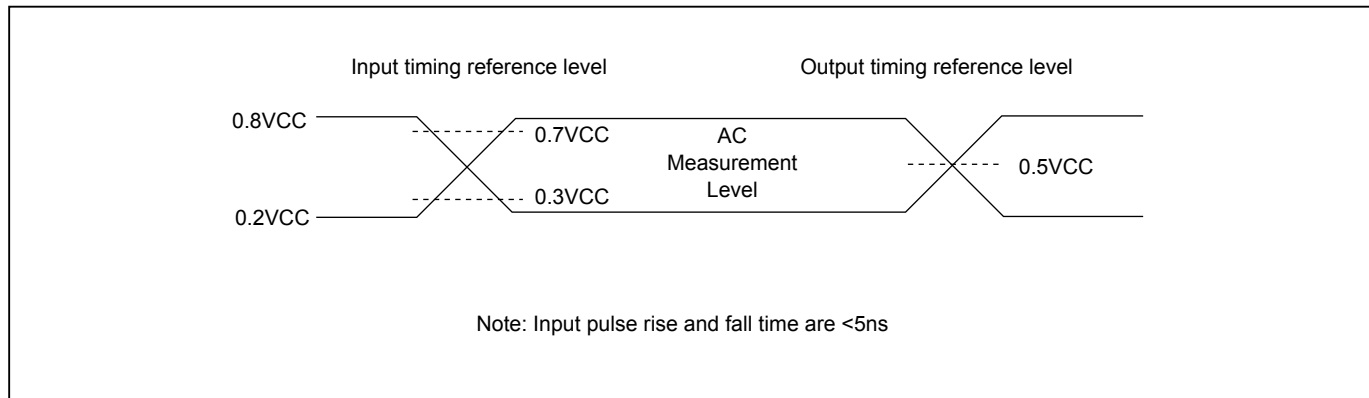 Input timing reference level
Output timing reference level
0.8VCC
0.7VCC
AC
Measurement
Level
0.5VCC
0.3VCC
0.2VCC
Note: Input pulse rise and fall time are <5ns